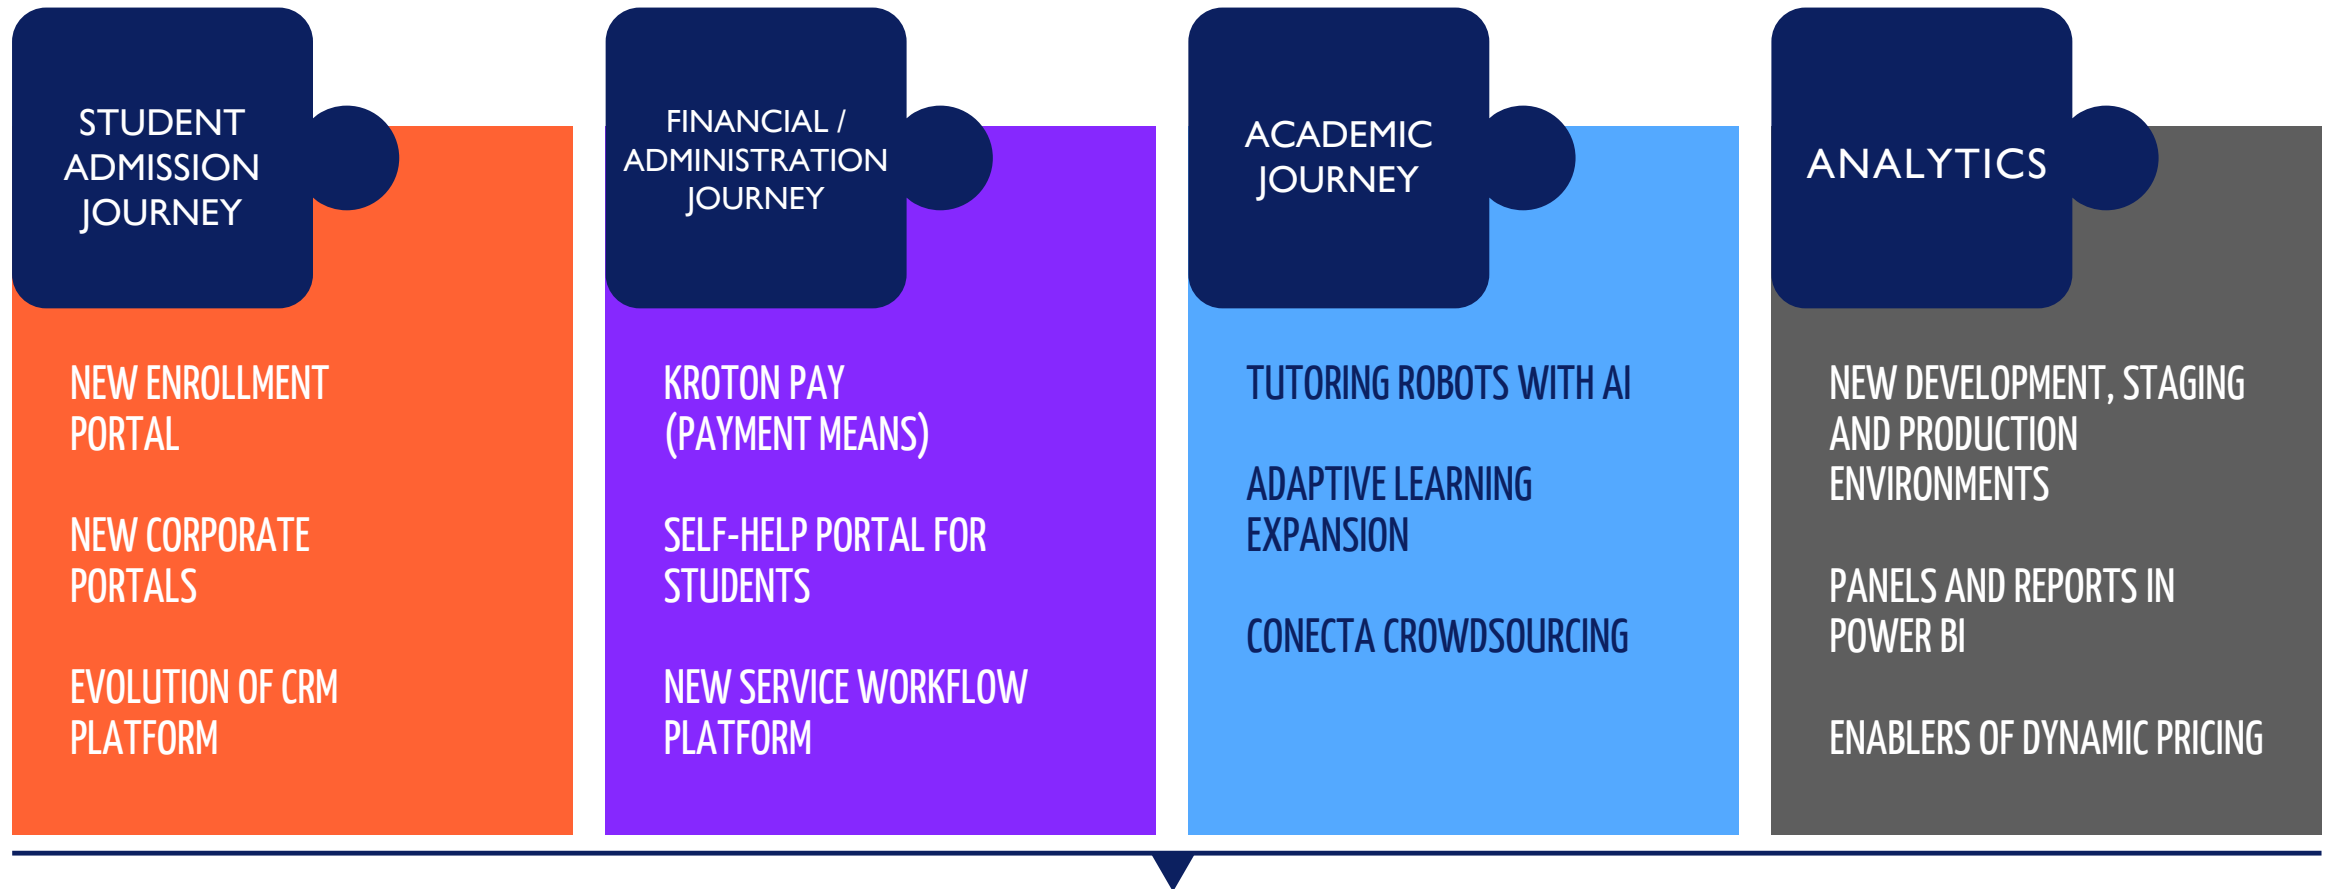 STUDENT
ADMISSION
JOURNEY
NEW ENROLLMENT
PORTAL
NEW CORPORATE
PORTALS
EVOLUTION OF CRM
PLATFORM
FINANCIAL /
ADMINISTRATION
JOURNEY
KROTON PAY
(PAYMENT MEANS)
SELF-HELP PORTAL FOR
STUDENTS
NEW SERVICE WORKFLOW
PLATFORM
ACADEMIC
JOURNEY
TUTORING ROBOTS WITH AI
ADAPTIVE LEARNING
EXPANSION
CONECTA CROWDSOURCING
ANALYTICS
NEW DEVELOPMENT, STAGING
AND PRODUCTION
ENVIRONMENTS
PANELS AND REPORTS IN
POWER BI
ENABLERS OF DYNAMIC PRICING